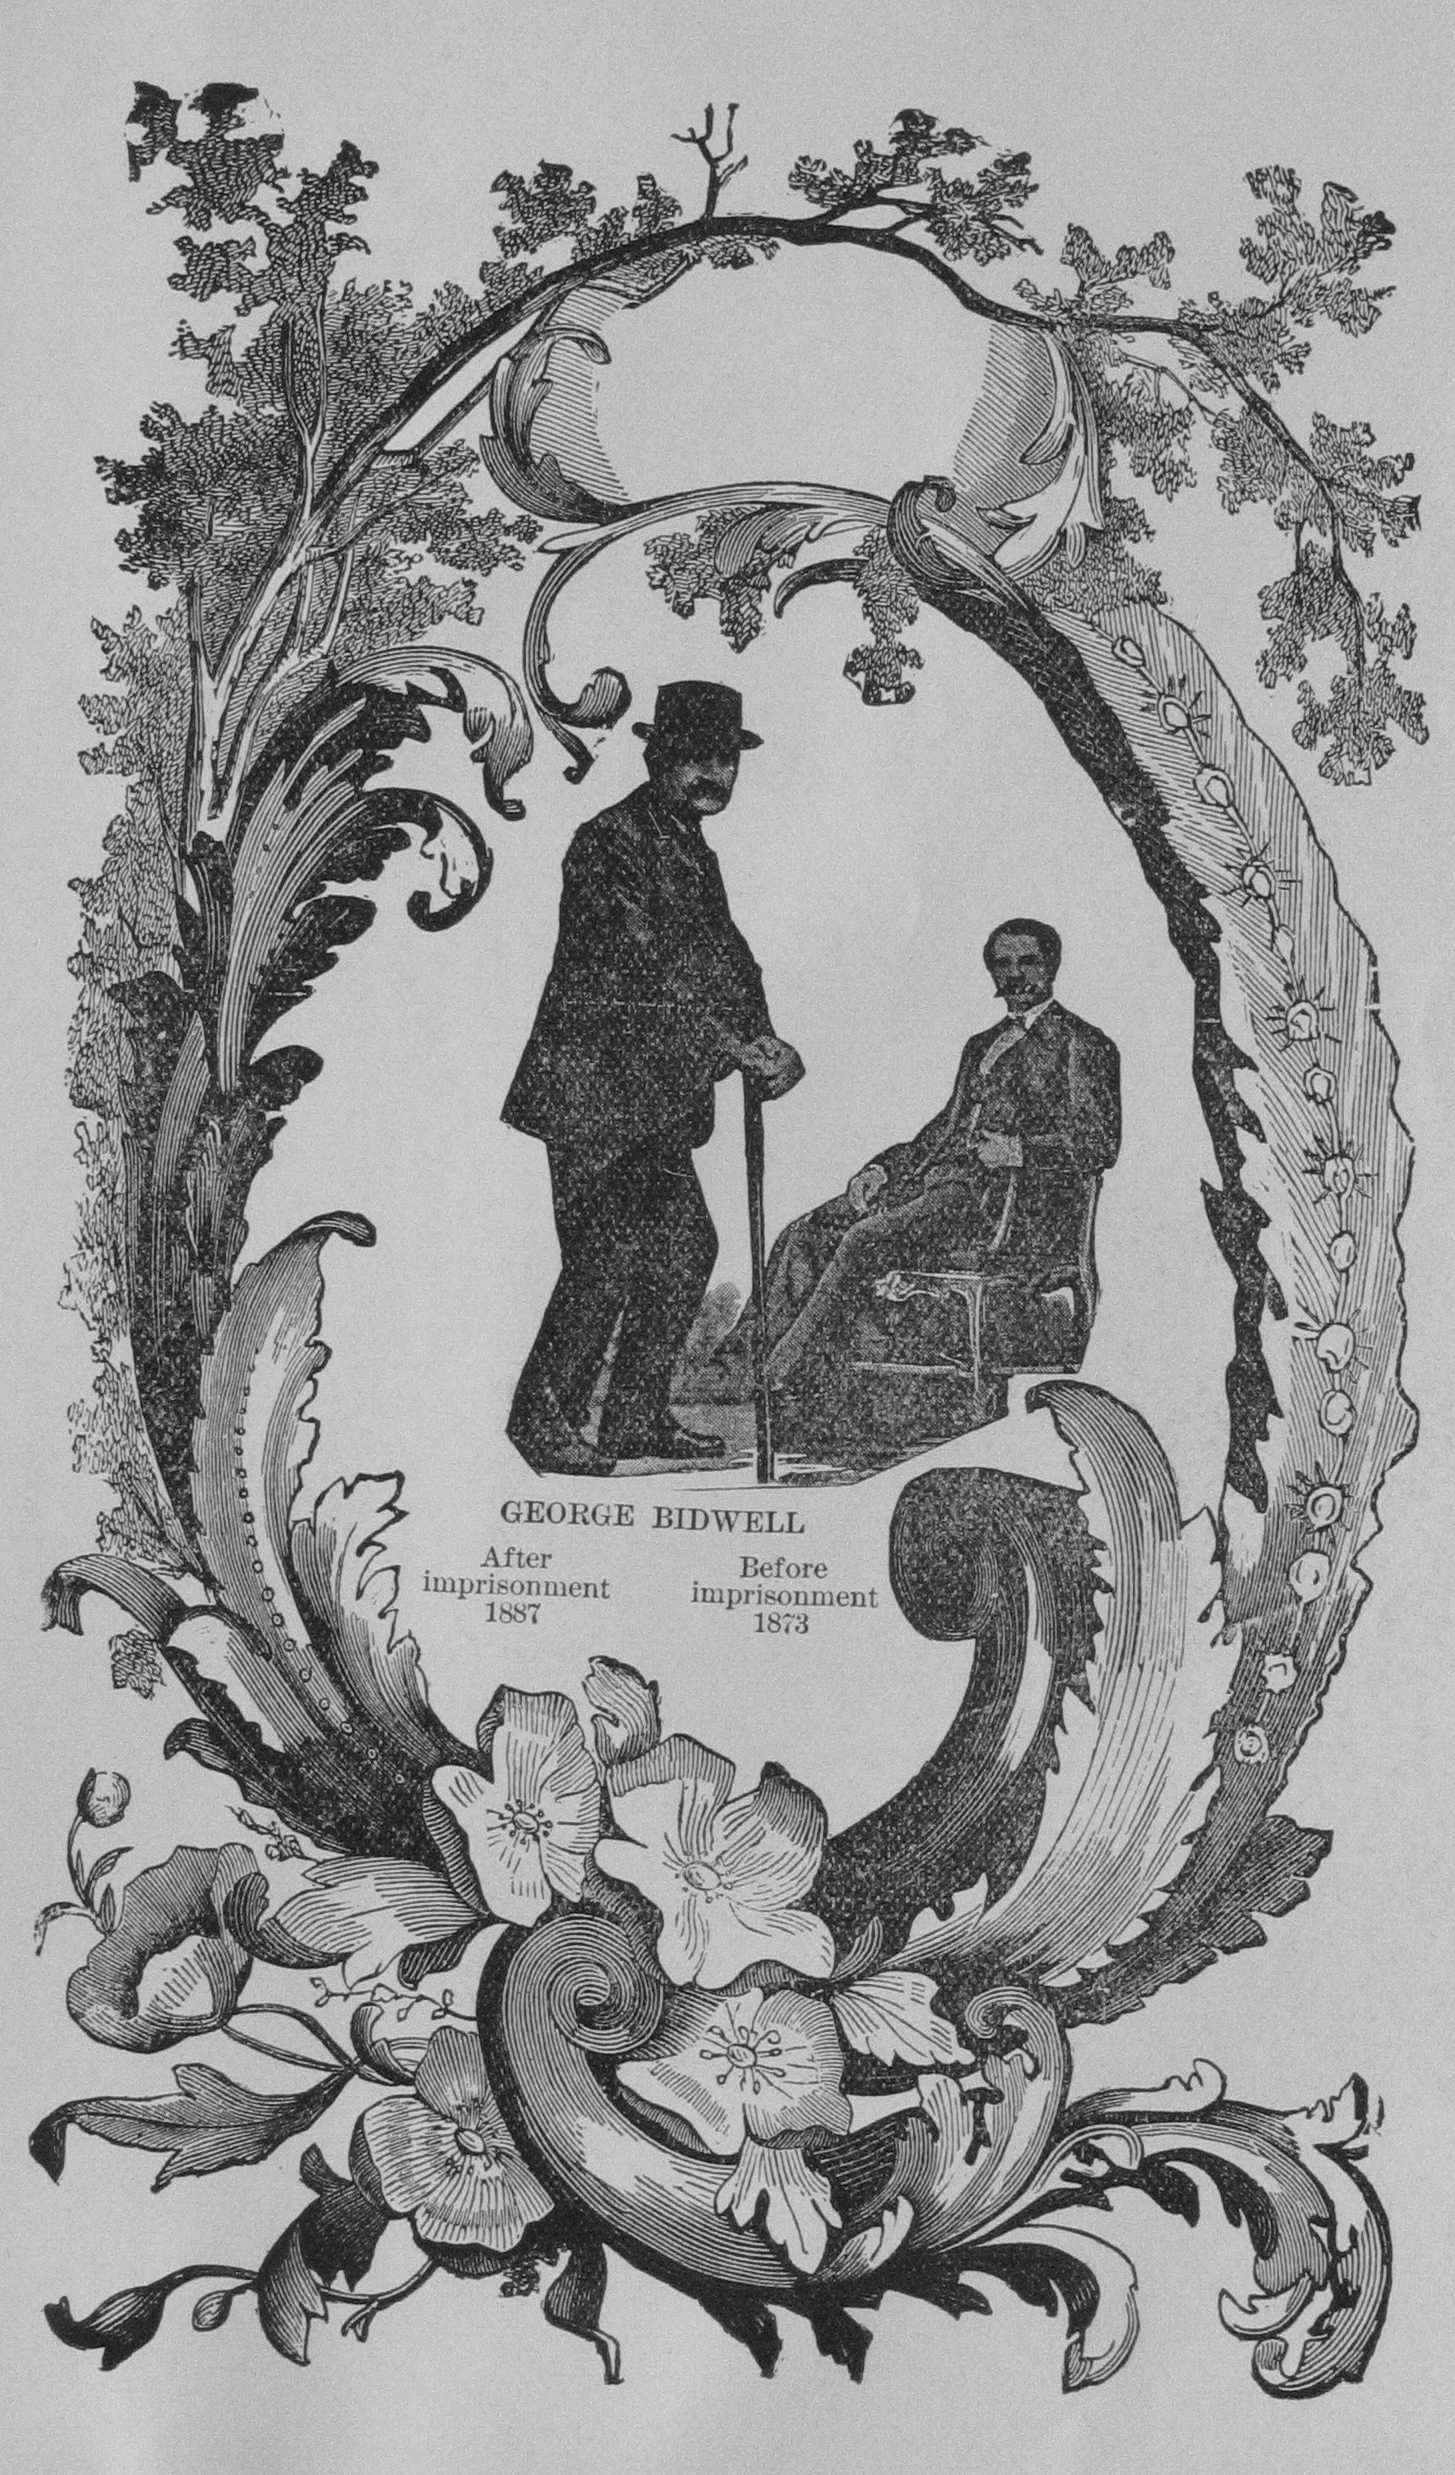 GEORGE BIDWELL
After
imprisonment
1887
Before
imprisonment
1873